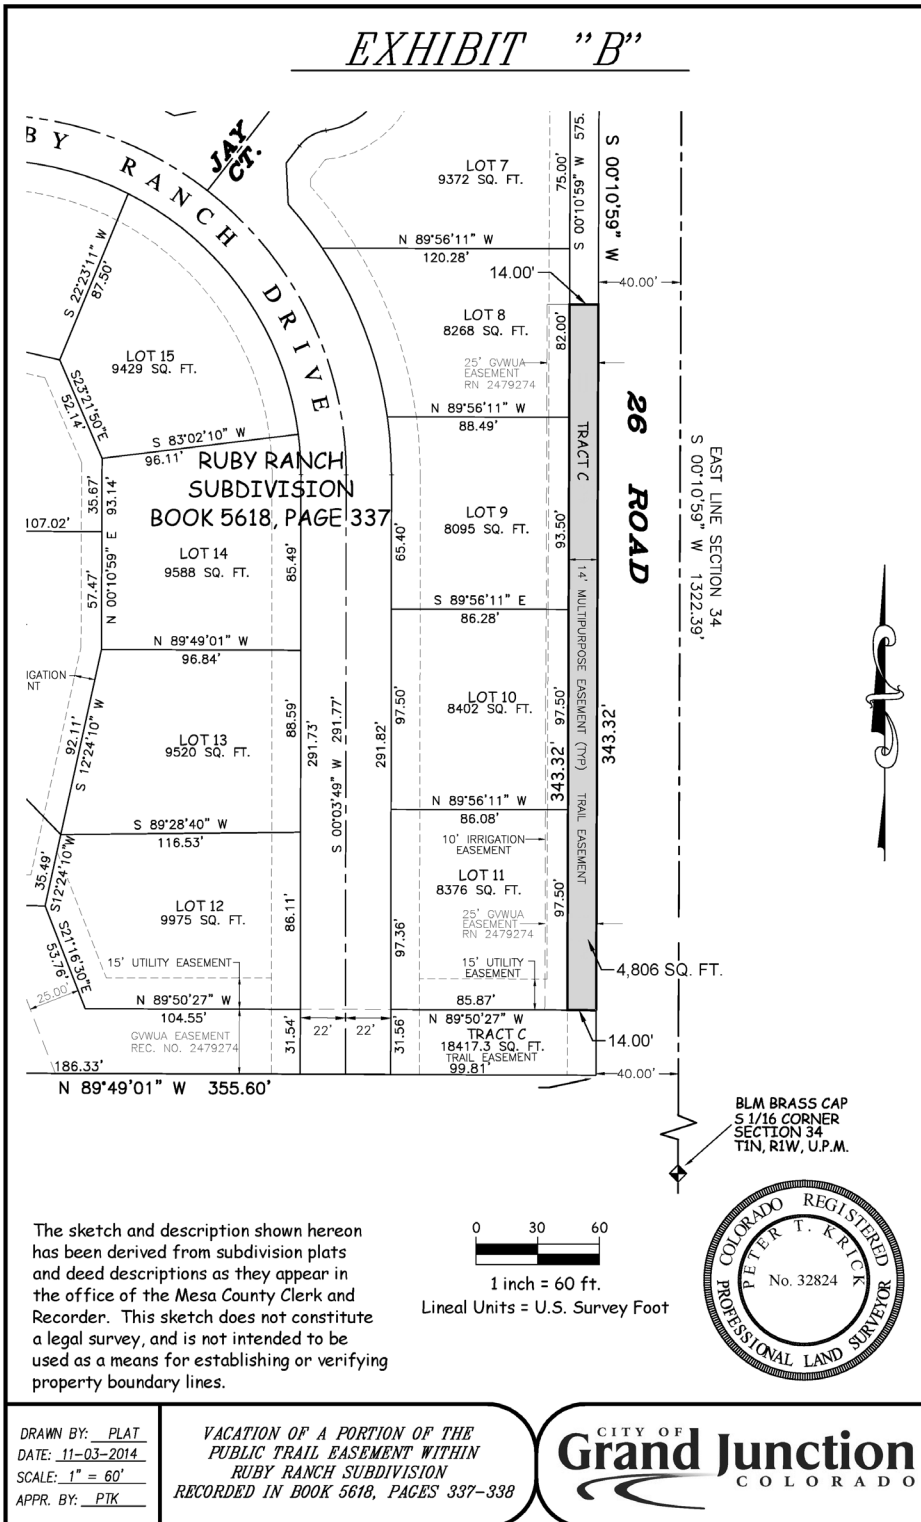 EXHIBIT "B"
BY RANCH DRIVE
JAY
CT.
LOT 7
9372 SQ. FT.
75.00'
S 00°10'59" W 575.
S 00°10'59" W
N 89°56'11" W
120.28'
14.00'
40.00'
S 22°23'11" W
87.50'
LOT 8
8268 SQ. FT.
82.00'
LOT 15
9429 SQ. FT.
25' GVWUA
EASEMENT
RN 2479274
S23°21'50"E
52.14'
N 89°56'11" W
88.49'
26 ROAD
TRACT C
S 83°02'10" W
96.11'
RUBY RANCH
SUBDIVISION
BOOK 5618, PAGE 337
EAST LINE SECTION 34
S 00°10'59" W 1322.39'
35.67'
N 00°10'59" E 93.14'
107.02'
LOT 9
8095 SQ. FT.
93.50'
65.40'
LOT 14
9588 SQ. FT.
85.49'
57.47'
14' MULTIPURPOSE EASEMENT (TYP)
S 89°56'11" E
86.28'
N 89°49'01" W
96.84'
IGATION
NT
LOT 10
8402 SQ. FT.
97.50'
97.50'
343.32'
343.32'
92.11'
S 12°24'10" W
LOT 13
9520 SQ. FT.
88.59'
291.73'
S 00°03'49" W 291.77'
291.82'
TRAIL EASEMENT
N 89°56'11" W
86.08'
S 89°28'40" W
116.53'
10' IRRIGATION
EASEMENT
35.49'
S12°24'10"W
LOT 11
8376 SQ. FT.
97.50'
LOT 12
9975 SQ. FT.
86.11'
97.36'
25' GVWUA
EASEMENT
RN 2479274
S21°16'30"E
53.76'
15' UTILITY EASEMENT
15' UTILITY
EASEMENT
4,806 SQ. FT.
25.00'
N 89°50'27" W
104.55'
85.87'
N 89°50'27" W
GVWUA EASEMENT
REC. NO. 2479274
31.54'
22'
22'
31.56'
TRACT C
18417.3 SQ. FT.
TRAIL EASEMENT
99.81'
14.00'
186.33'
40.00'
N 89°49'01" W 355.60'
BLM BRASS CAP
S 1/16 CORNER
SECTION 34
T1N, R1W, U.P.M.
The sketch and description shown hereon
has been derived from subdivision plats
and deed descriptions as they appear in
the office of the Mesa County Clerk and
Recorder. This sketch does not constitute
a legal survey, and is not intended to be
used as a means for establishing or verifying
property boundary lines.
0 30 60
1 inch = 60 ft.
Lineal Units = U.S. Survey Foot
COLORADO REGISTERED
PETER T. KRICK
No. 32824
PROFESSIONAL LAND SURVEYOR
DRAWN BY: PLAT
DATE: 11-03-2014
SCALE: 1" = 60'
APPR. BY: PTK
VACATION OF A PORTION OF THE
PUBLIC TRAIL EASEMENT WITHIN
RUBY RANCH SUBDIVISION
RECORDED IN BOOK 5618, PAGES 337-338
CITY OF
Grand Junction
COLORADO